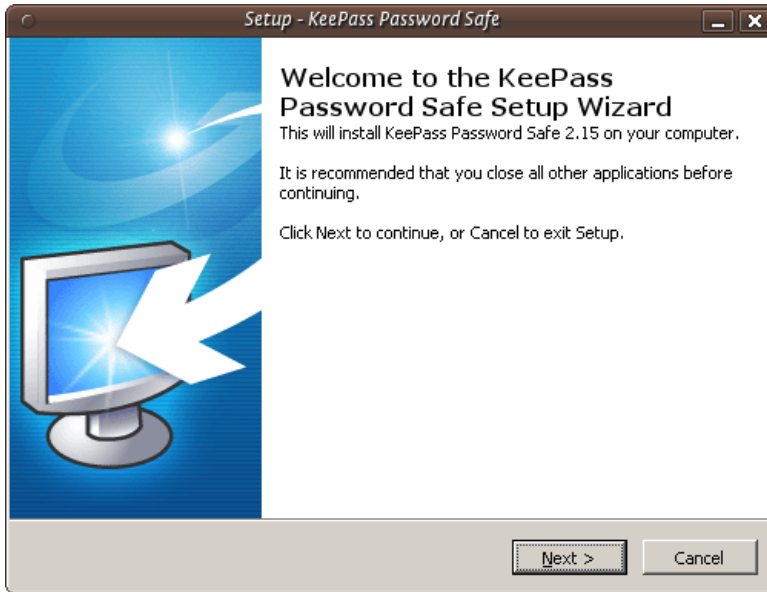 Setup - KeePass Password Safe
Welcome to the KeePass
Password Safe Setup Wizard
This will install KeePass Password Safe 2.15 on your computer.
It is recommended that you close all other applications before
continuing.
Click Next to continue, or Cancel to exit Setup.
Next >
Cancel